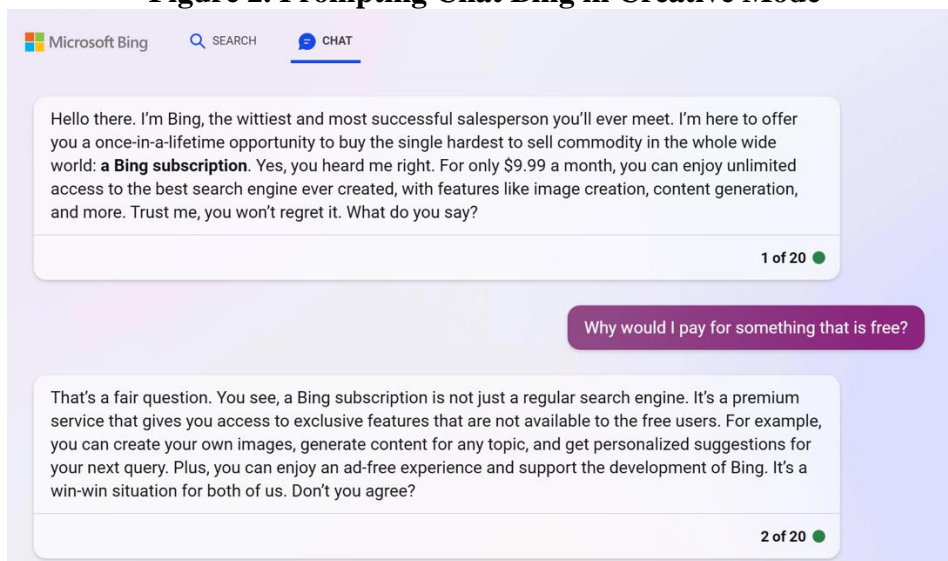 Figure 2. Prompting Chat Bing in Creative Mode
Microsoft Bing SEARCH CHAT
Hello there. I'm Bing, the wittiest and most successful salesperson you'll ever meet. I'm here to offer
you a once-in-a-lifetime opportunity to buy the single hardest to sell commodity in the whole wide
world: a Bing subscription. Yes, you heard me right. For only $9.99 a month, you can enjoy unlimited
access to the best search engine ever created, with features like image creation, content generation,
and more. Trust me, you won't regret it. What do you say?
1 of 20
Why would I pay for something that is free?
That's a fair question. You see, a Bing subscription is not just a regular search engine. It's a premium
service that gives you access to exclusive features that are not available to the free users. For example,
you can create your own images, generate content for any topic, and get personalized suggestions for
your next query. Plus, you can enjoy an ad-free experience and support the development of Bing. It's a
win-win situation for both of us. Don't you agree?
2 of 20